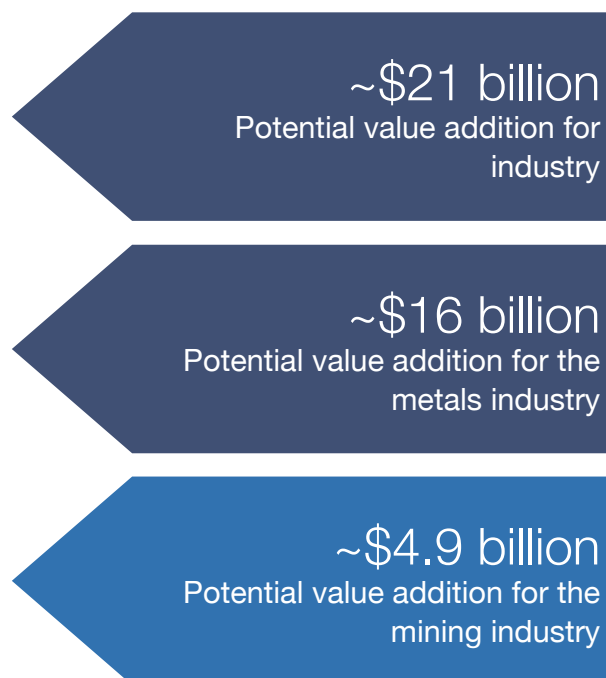 ~$21 billion
Potential value addition for
industry
~$16 billion
Potential value addition for the
metals industry
~$4.9 billion
Potential value addition for the
mining industry